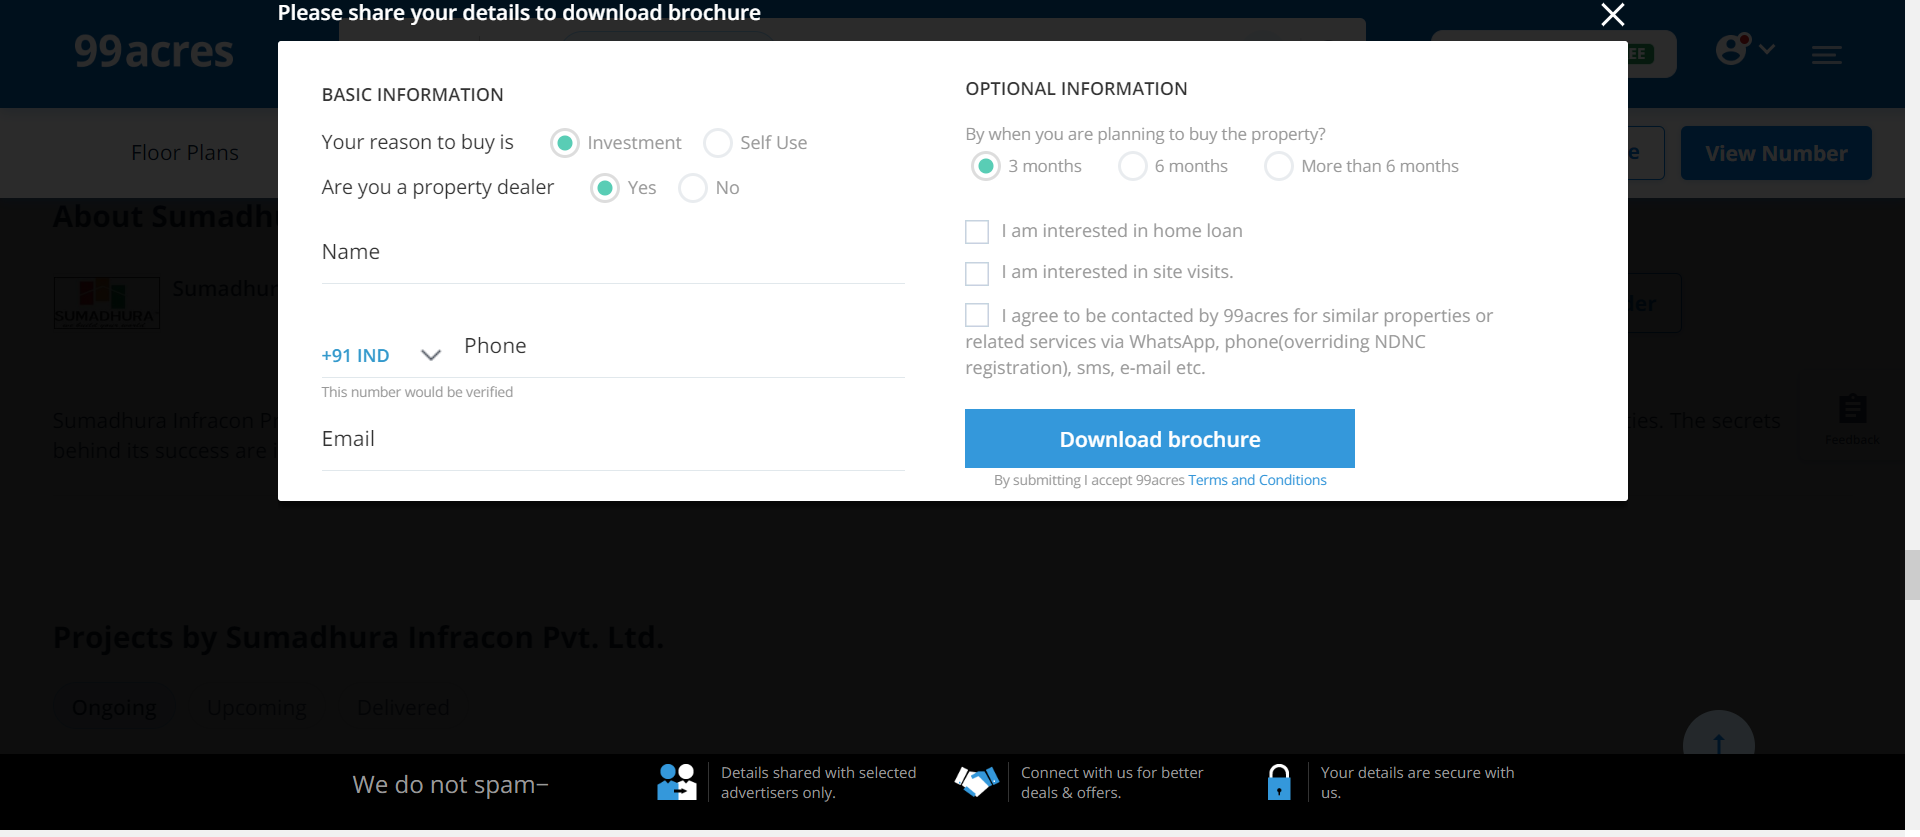 Please share your details to download brochure
99acres
EE
Floor Plans
View Number
About Sumadh
Sumadhur
SUMADHURA
Sumadhura Infracon P
ies. The secrets
behind its success are
Feedback
BASIC INFORMATION
Your reason to buy is
Investment
Self Use
Are you a property dealer
Yes
No
Name
+91 IND
Phone
This number would be verified
Email
OPTIONAL INFORMATION
By when you are planning to buy the property?
3 months
6 months
More than 6 months
I am interested in home loan
I am interested in site visits.
I agree to be contacted by 99acres for similar properties or
related services via WhatsApp, phone(overriding NDNC
registration), sms, e-mail etc.
Download brochure
By submitting I accept 99acres Terms and Conditions
Projects by Sumadhura Infracon Pvt. Ltd.
Ongoing
Upcoming
Delivered
We do not spam–
Details shared with selected
advertisers only.
Connect with us for better
deals & offers.
Your details are secure with
us.